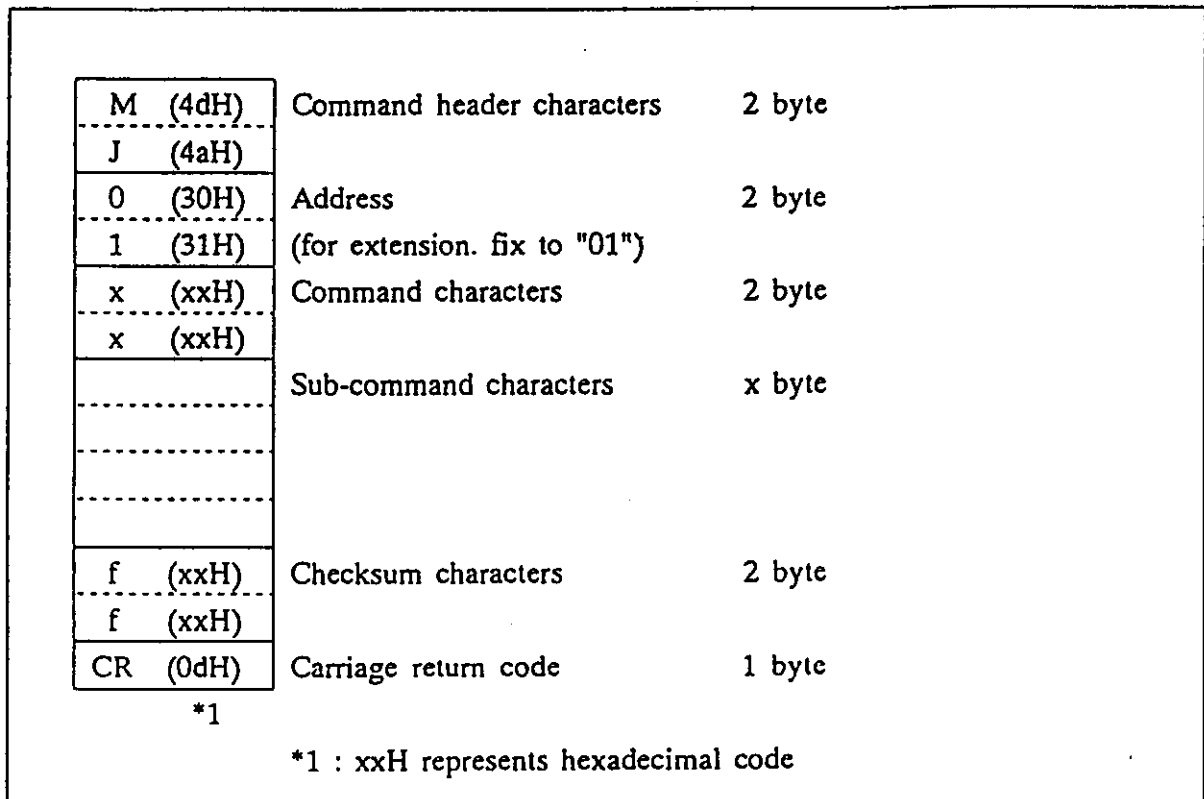 M (4dH) Command header characters 2 byte
J (4aH)
0 (30H) Address 2 byte
1 (31H) (for extension. fix to "01")
x (xxH) Command characters 2 byte
x (xxH)
Sub-command characters x byte
f (xxH) Checksum characters 2 byte
f (xxH)
CR (0dH) Carriage return code 1 byte
*1
*1 : xxH represents hexadecimal code